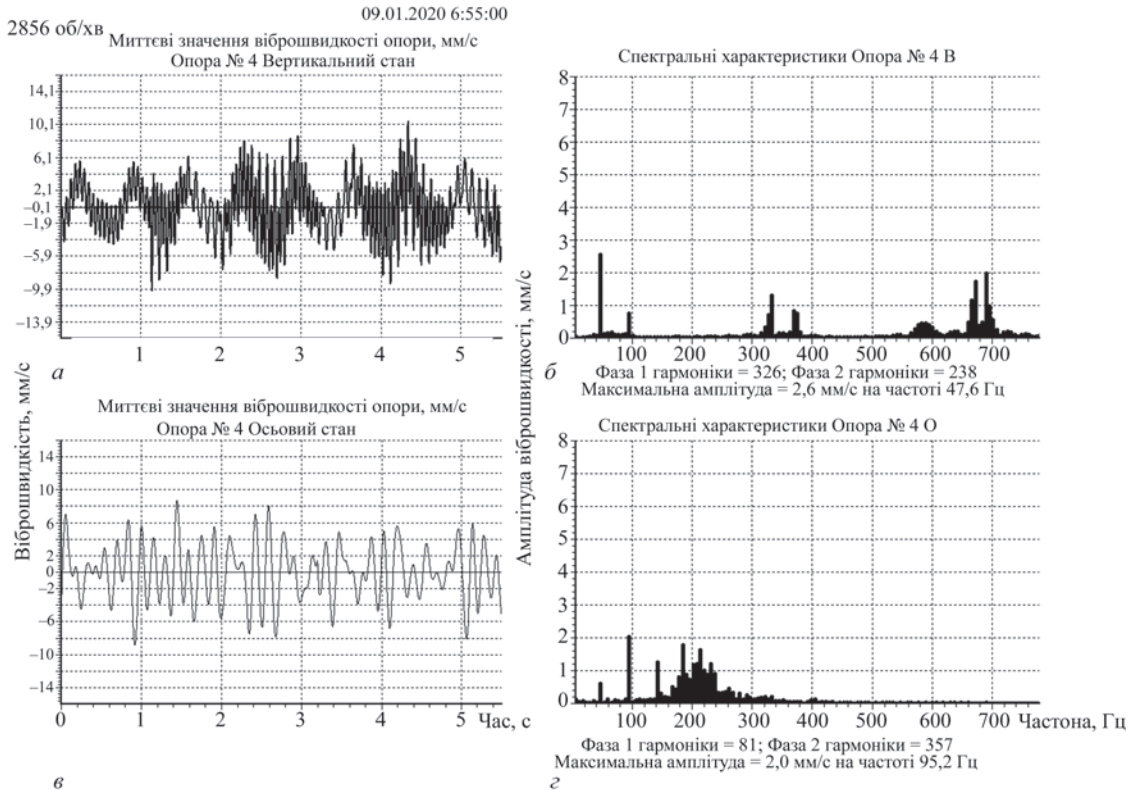 09.01.2020 6:55:00
2856 об/хв
Миттєві значення віброшвидкості опори, мм/с
Опора № 4 Вертикальний стан
14,1
10,1
6,1
2,1
–0,1
–1,9
–5,9
–9,9
–13,9
1 2 3 4 5
а
Спектральні характеристики Опора № 4 В
8
7
6
5
4
3
2
1
0
100 200 300 400 500 600 700
б
Фаза 1 гармоніки = 326; Фаза 2 гармоніки = 238
Максимальна амплітуда = 2,6 мм/с на частоті 47,6 Гц
Віброшвидкість, мм/с
Амплітуда віброшвидкості, мм/с
Миттєві значення віброшвидкості опори, мм/с
Опора № 4 Осьовий стан
14
10
6
2
0
–2
–6
–10
–14
0 1 2 3 4 5 Час, с
в
Спектральні характеристики Опора № 4 О
8
7
6
5
4
3
2
1
0
100 200 300 400 500 600 700 Частона, Гц
Фаза 1 гармоніки = 81; Фаза 2 гармоніки = 357
Максимальна амплітуда = 2,0 мм/с на частоті 95,2 Гц
г